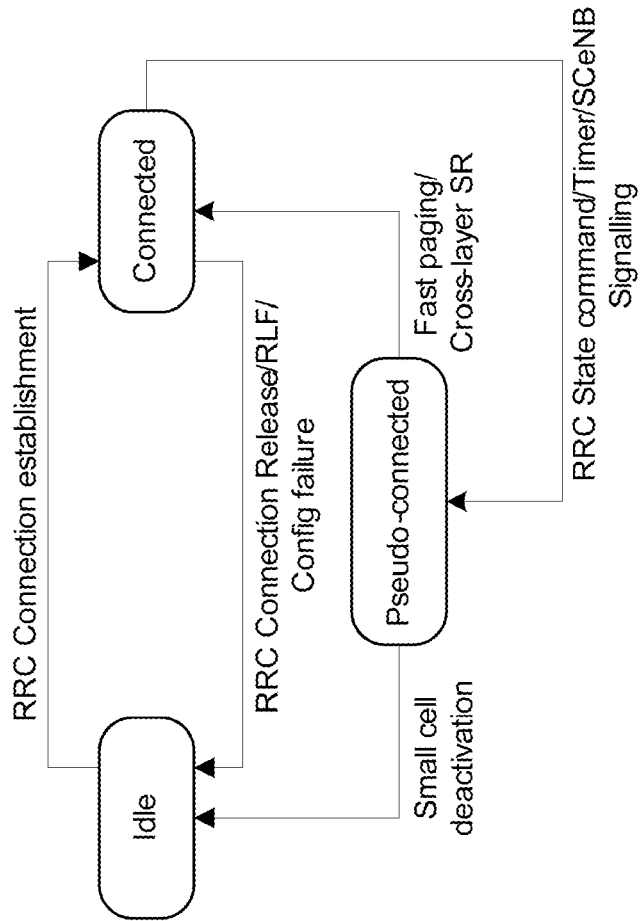 RRC Connection establishment
Idle
Connected
RRC Connection Release/RLF/
Config failure
Pseudo-connected
Small cell
deactivation
Fast paging/
Cross-layer SR
RRC State command/Timer/SCeNB
Signalling